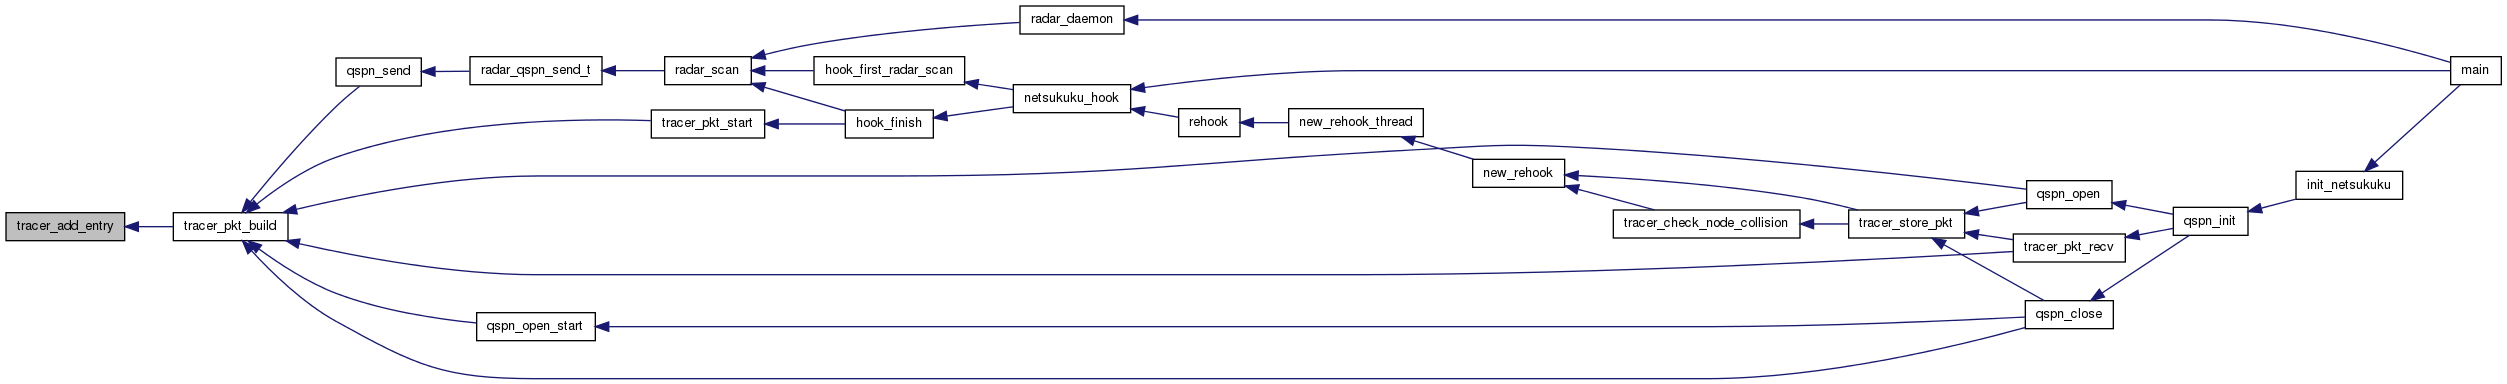 radar_daemon
qspn_send
radar_qspn_send_t
radar_scan
hook_first_radar_scan
main
netsukuku_hook
tracer_pkt_start
hook_finish
rehook
new_rehook_thread
new_rehook
init_netsukuku
qspn_open
tracer_add_entry
tracer_pkt_build
tracer_check_node_collision
tracer_store_pkt
qspn_init
tracer_pkt_recv
qspn_open_start
qspn_close